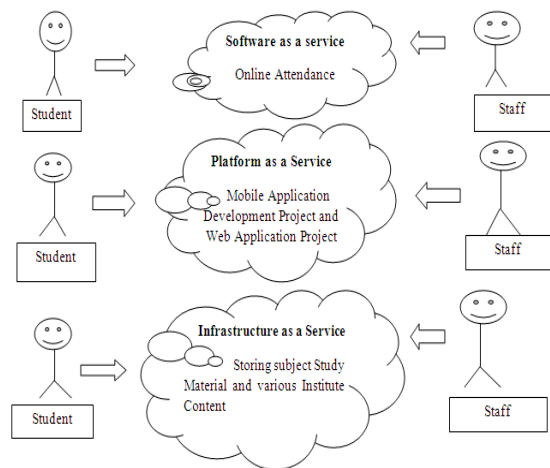 Software as a service
Online Attendance
Student
Staff
Platform as a Service
Mobile Application
Development Project and
Web Application Project
Student
Staff
Infrastructure as a Service
Storing subject Study
Material and various Institute
Content
Student
Staff